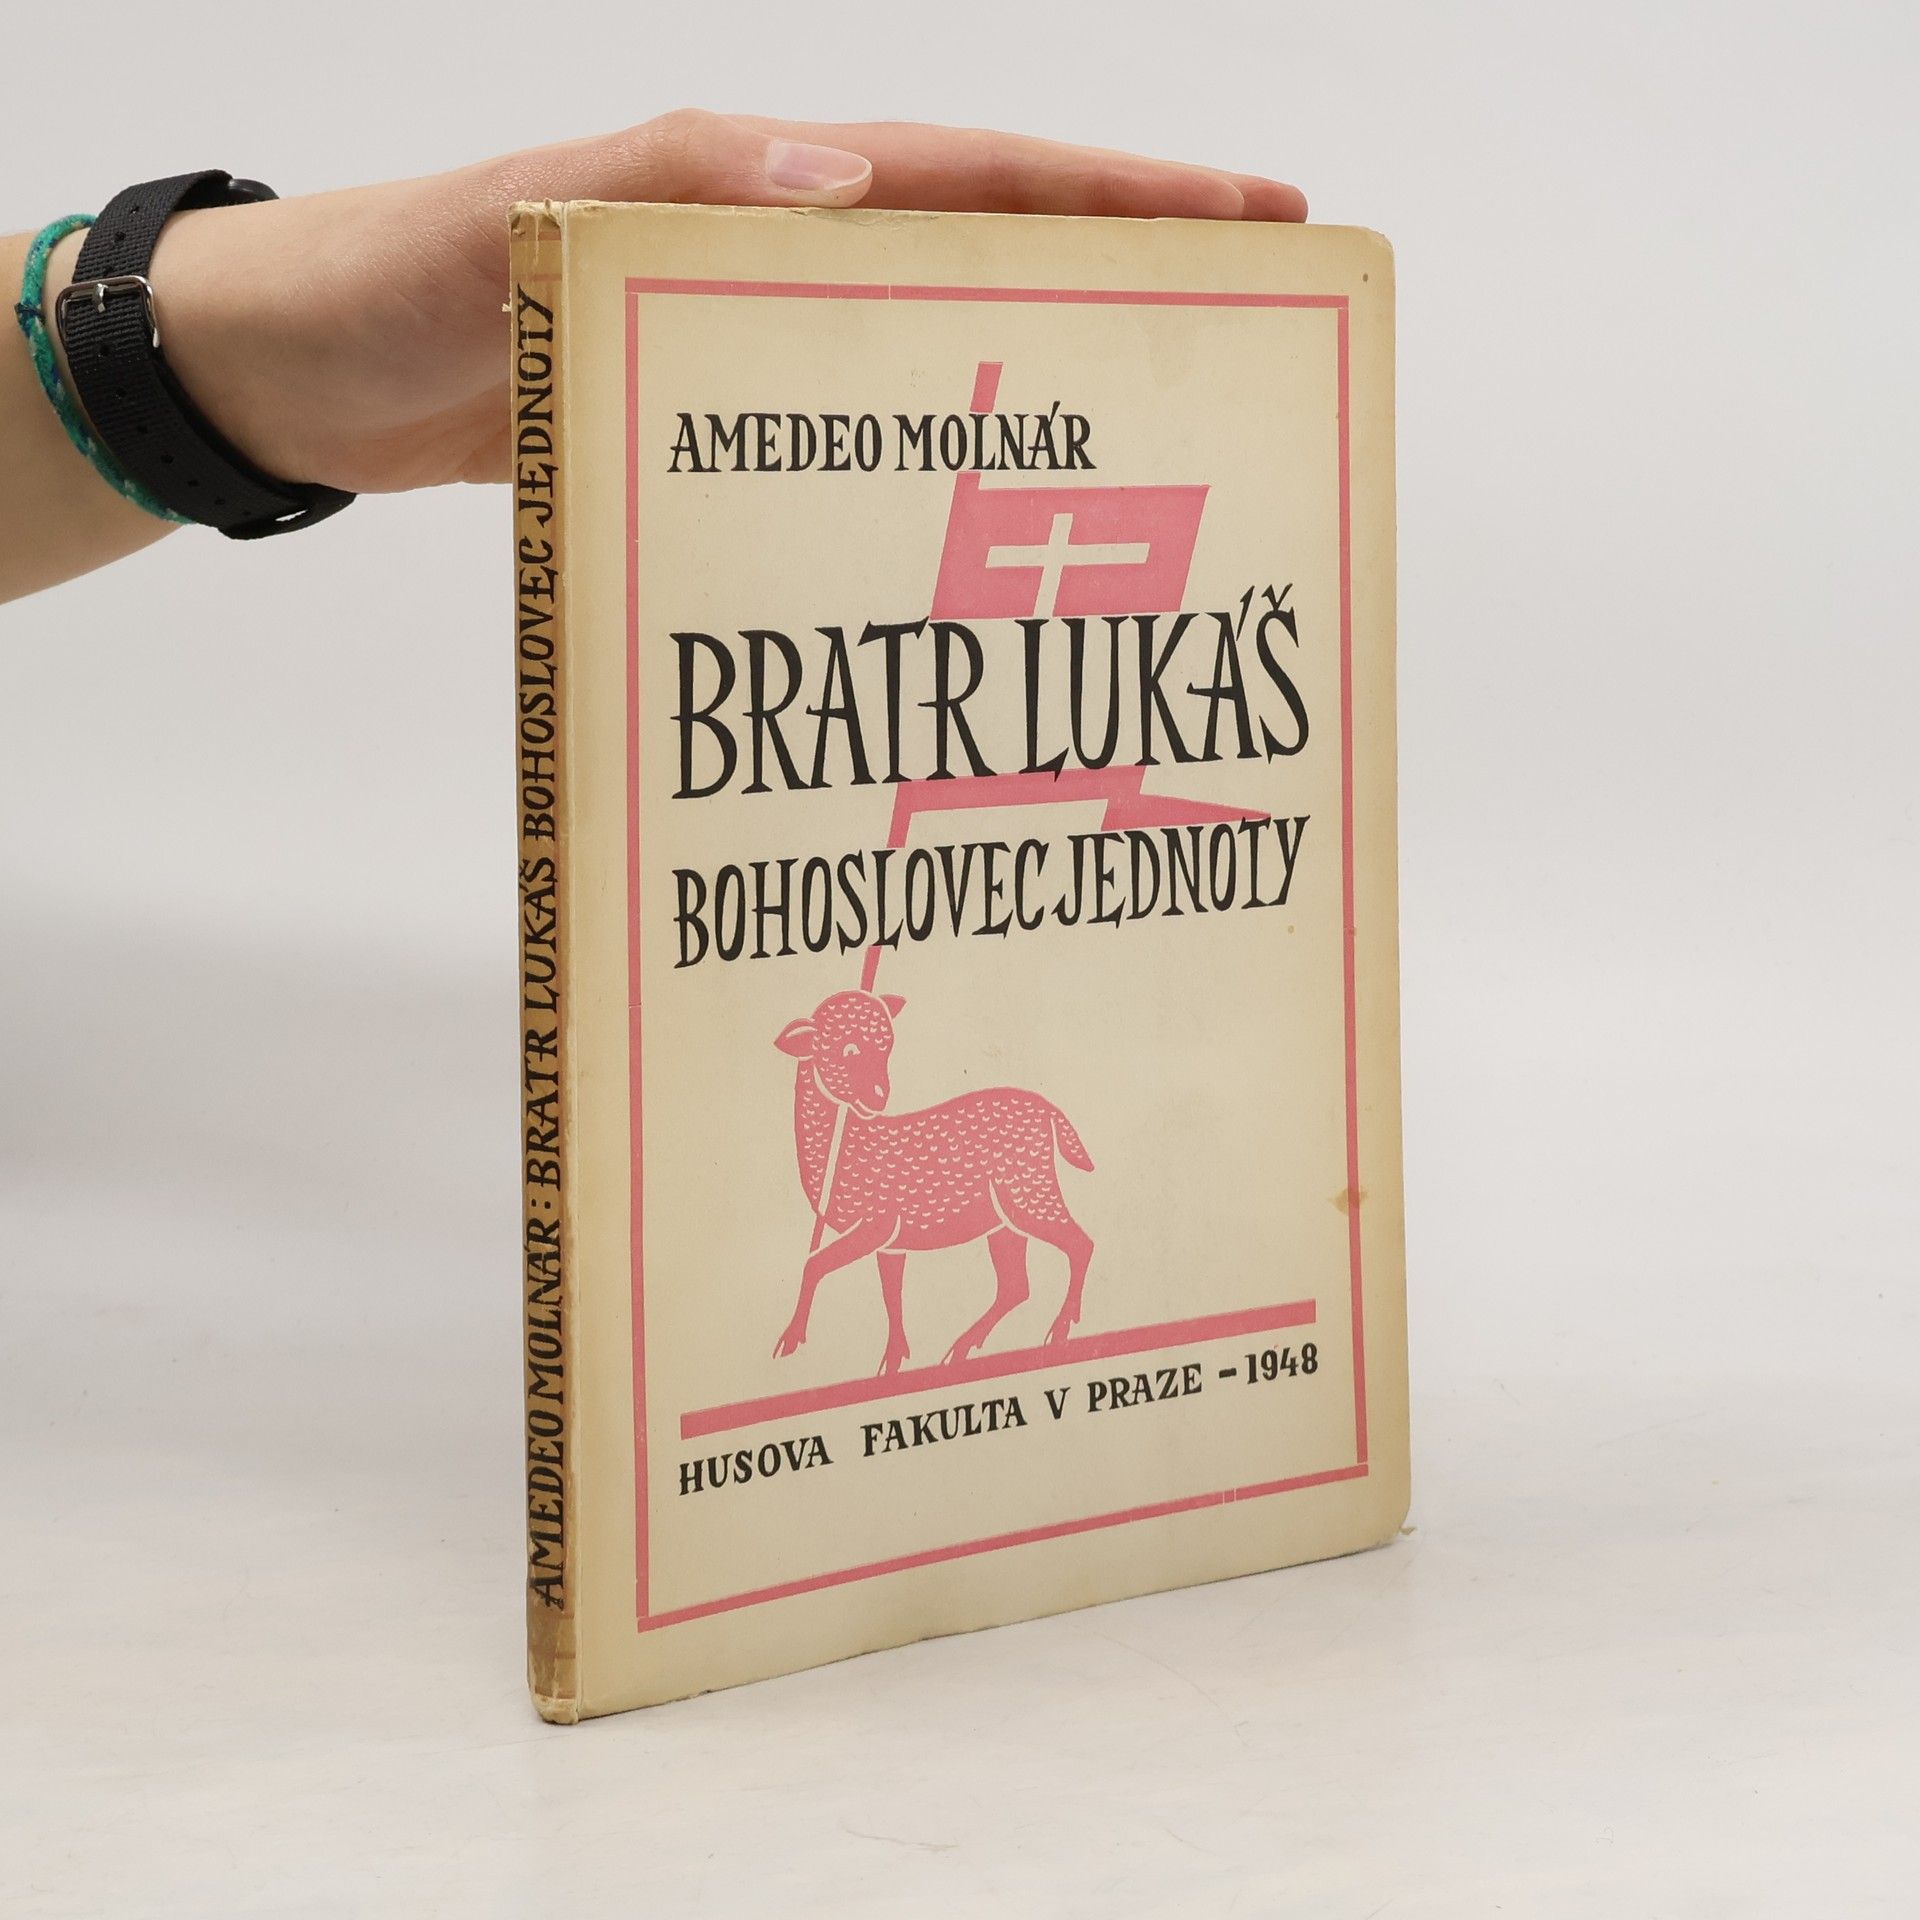 AMEDEO MOLNÁR : BRATR LUKÁŠ BOHOSLOVEC JEDNOTY
AMEDEO MOLNÁR
BRATR LUKÁŠ
BOHOSLOVEC JEDNOTY
HUSOVA FAKULTA V PRAZE - 1948